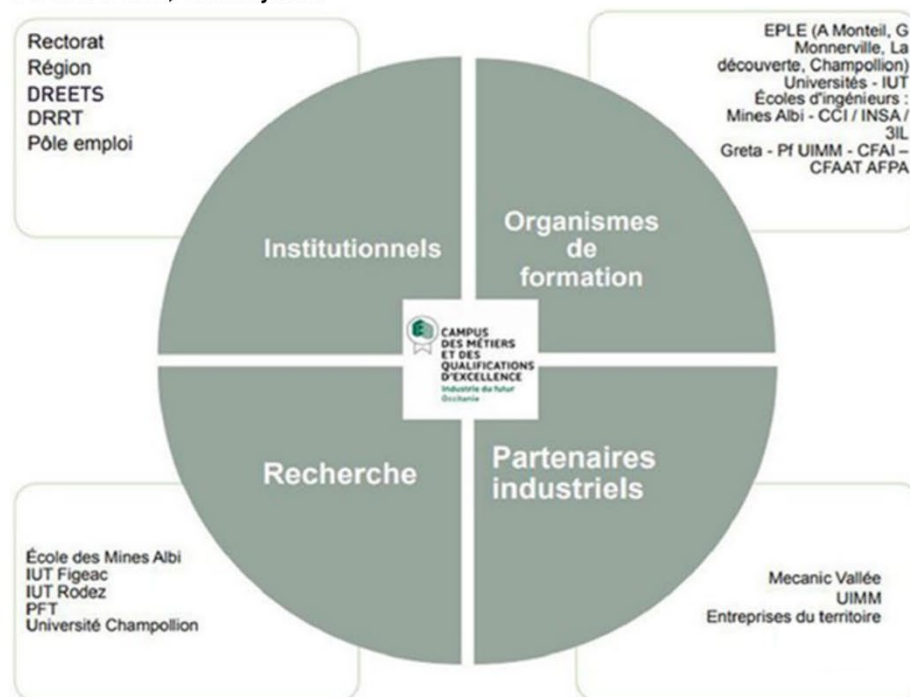 Rectorat
Région
DREETS
DRRT
Pôle emploi
EPLE (A Monteil, G
Monnerville, La
découverte, Champollion)
Universités - IUT
Écoles d'ingénieurs :
Mines Albi - CCI / INSA /
3IL
Greta - Pf UIMM - CFAI –
CFAAT AFPA
Institutionnels
Organismes
de
formation
CAMPUS
DES MÉTIERS
ET DES
QUALIFICATIONS
D'EXCELLENCE
Industrie du futur
Occitanie
Recherche
Partenaires
industriels
École des Mines Albi
IUT Figeac
IUT Rodez
PFT
Université Champollion
Mecanic Vallée
UIMM
Entreprises du territoire